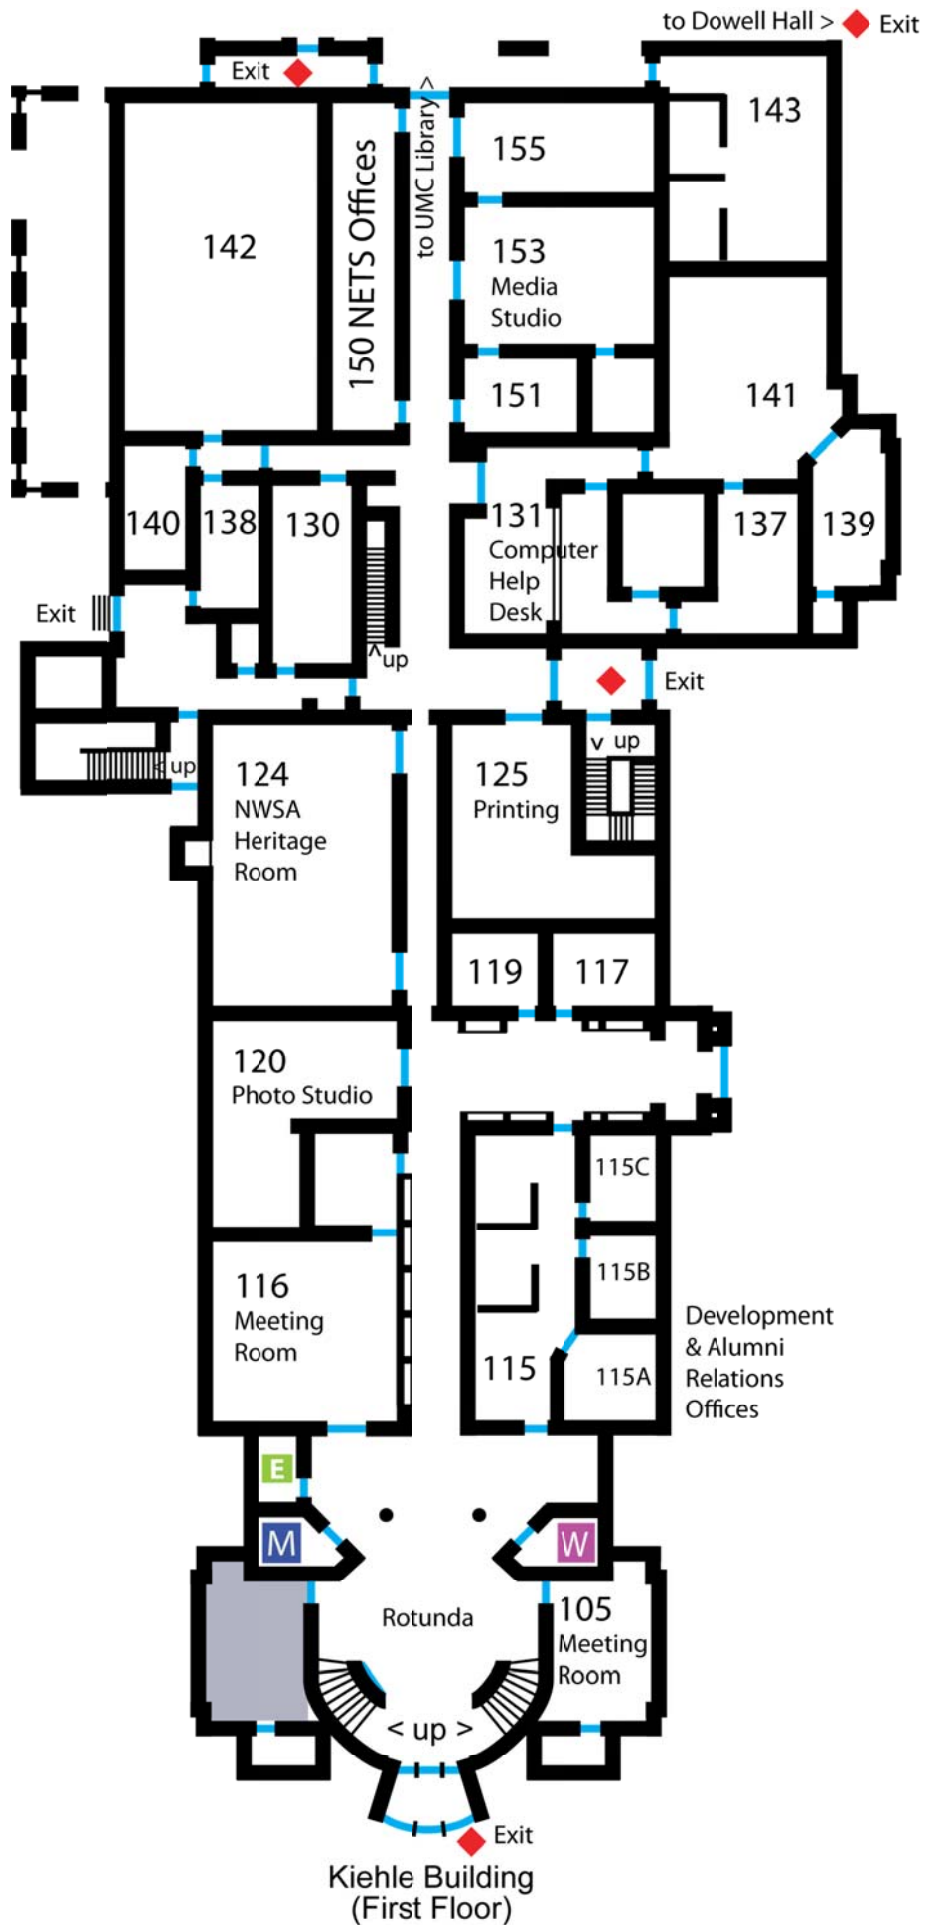 to Dowell Hall > Exit
Exit
to UMC Library >
143
155
142
150 NETS Offices
153
Media
Studio
151
141
140
138
130
131
Computer
Help
Desk
137
139
Exit
^ up
Exit
v up
< up
124
NWSA
Heritage
Room
125
Printing
119
117
120
Photo Studio
115C
116
Meeting
Room
115B
115
115A
Development
& Alumni
Relations
Offices
E
M
W
Rotunda
105
Meeting
Room
< up >
Exit
Kiehle Building
(First Floor)